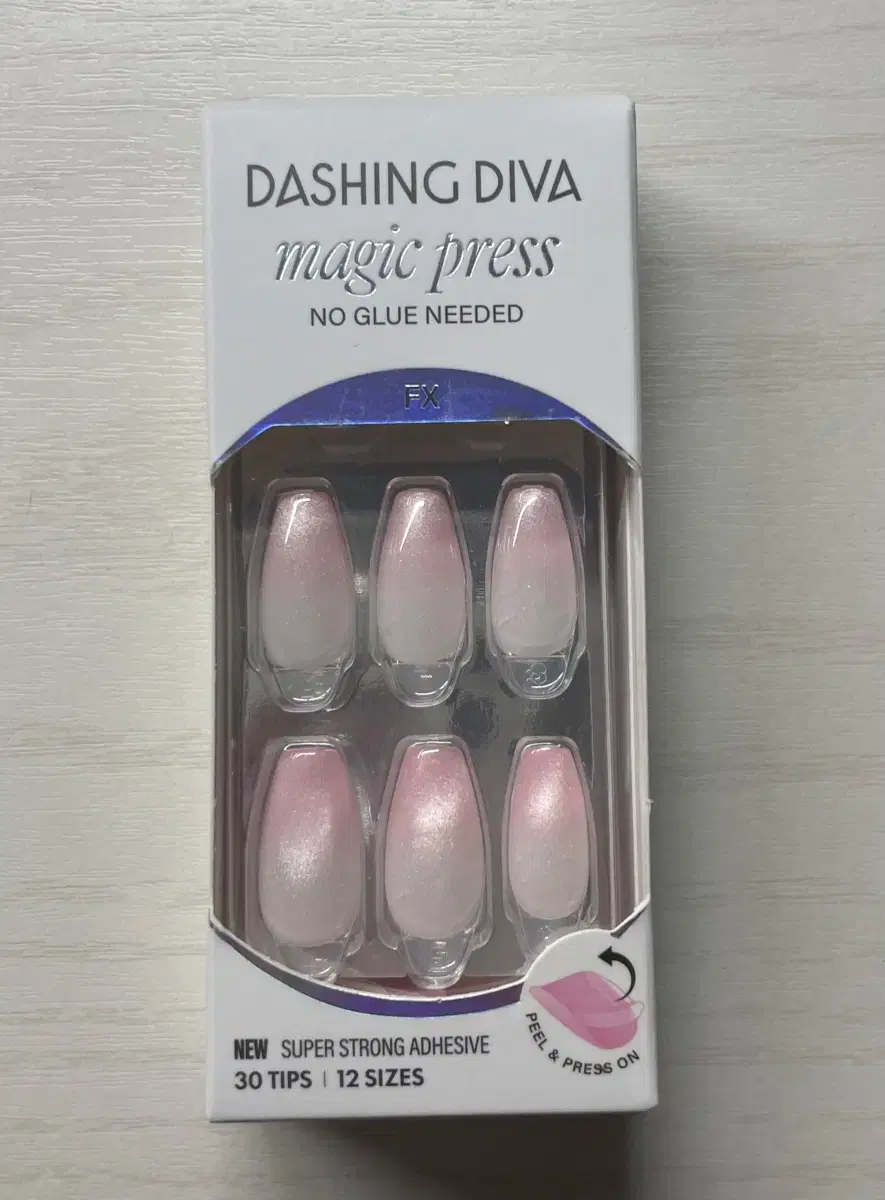 DASHING DIVA
magic press
NO GLUE NEEDED
FX
PEEL & PRESS ON
NEW SUPER STRONG ADHESIVE
30 TIPS | 12 SIZES